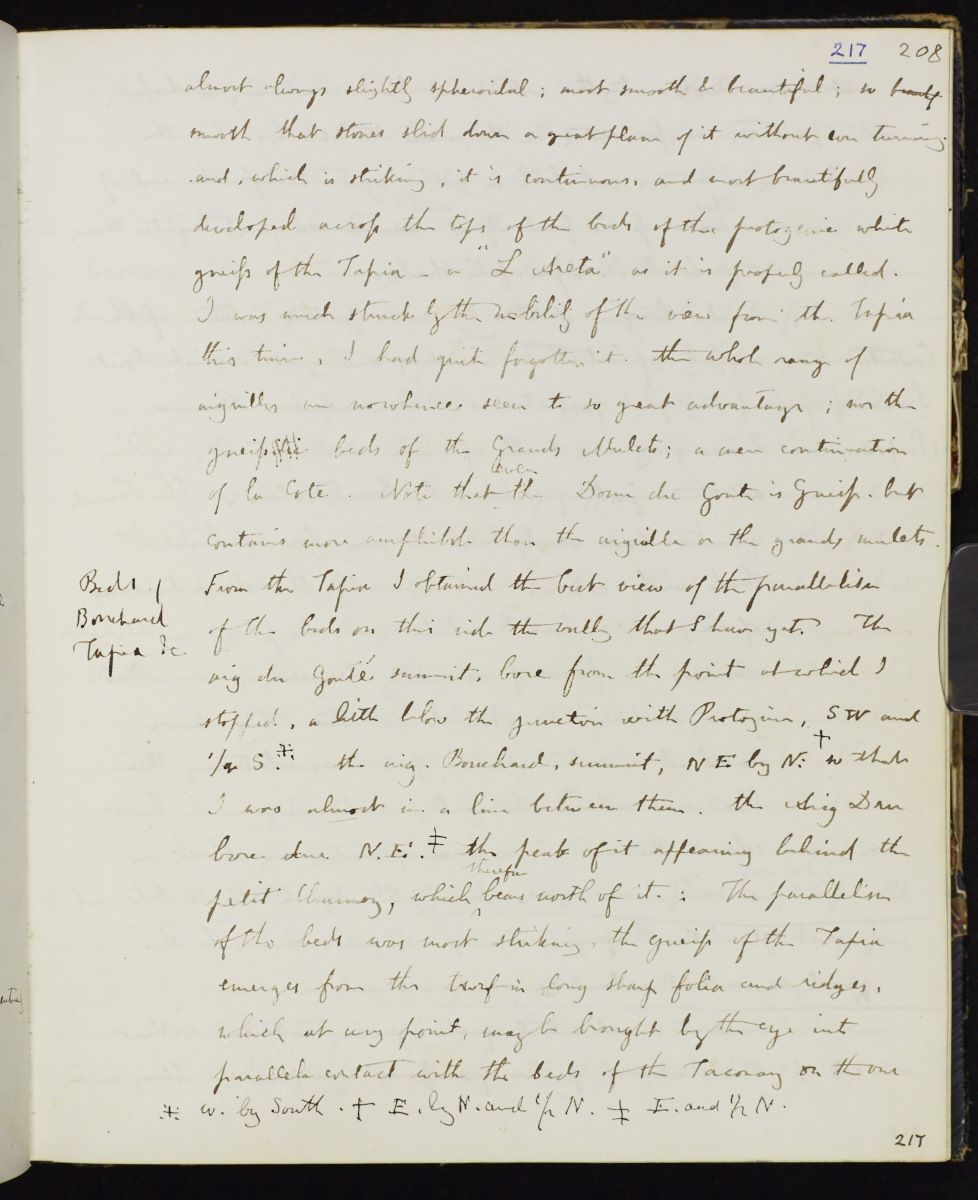 217 208
almost always slightly spheroidal; most smooth & beautiful; so beauty
smooth that stones slid down a great plane of it without even turning.
and, which is striking, it is continuous, and most beautifully
developed across the tops of the beds of the protogine white
gneiss of the Tapia - or "L Areta" as it is properly called.
I was much struck by the nobility of the view from the Tapia
this time, I had quite forgotten it. the whole range of
aiguilles are nowhere seen to so great advantage; nor the
gneiss beds of the Grands Mulets; a mere continuation
of la Cote. Note that even the Dome du Goute is Gneiss. but
contains more amphibole than the aiguille or the grands mulets.
Beds /
Bouchard
Tapia &c
From the Tapia I obtained the best view of the parallelism
of the beds on this side the valley that I have yet. The
aig du Gouté summit, bore from the point at which I
stopped, a little below the junction with Protogine, SW and
1/2 S. ⁜ the aig. Bouchard, summit, NE by N. + so that
I was almost in a line between them. the Aig Dru
bore due N.E. ‡ the peak of it appearing behind the
petit Charmoz, which therefore bears north of it. : The parallelism
of the beds was most striking, the gneiss of the Tapia
emerges from the turf in long sharp folia and ridges,
which at any point, may be brought by the eye into
parallel contact with the beds of the Taconay on the one
⁜ W. by South. + E. by N. and 1/2 N. ‡ E. and 1/2 N.
217